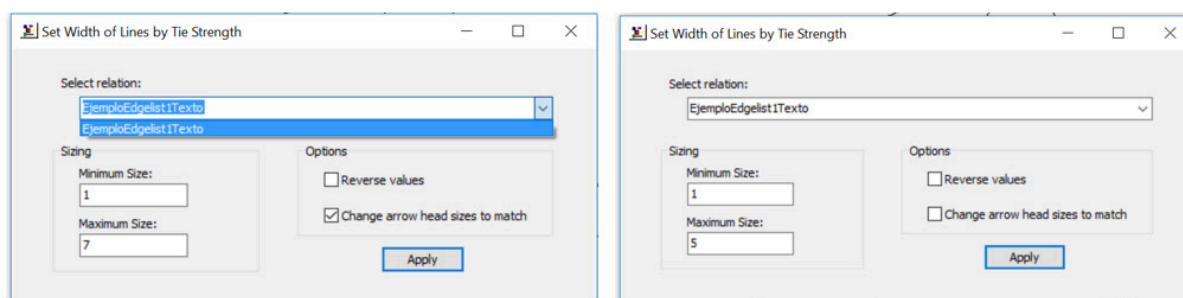 Set Width of Lines by Tie Strength
Select relation:
EjemploEdgelist1Texto
EjemploEdgelist1Texto
Sizing
Minimum Size:
1
Maximum Size:
7
Options
Reverse values
Change arrow head sizes to match
Apply
Set Width of Lines by Tie Strength
Select relation:
EjemploEdgelist1Texto
Sizing
Minimum Size:
1
Maximum Size:
5
Options
Reverse values
Change arrow head sizes to match
Apply